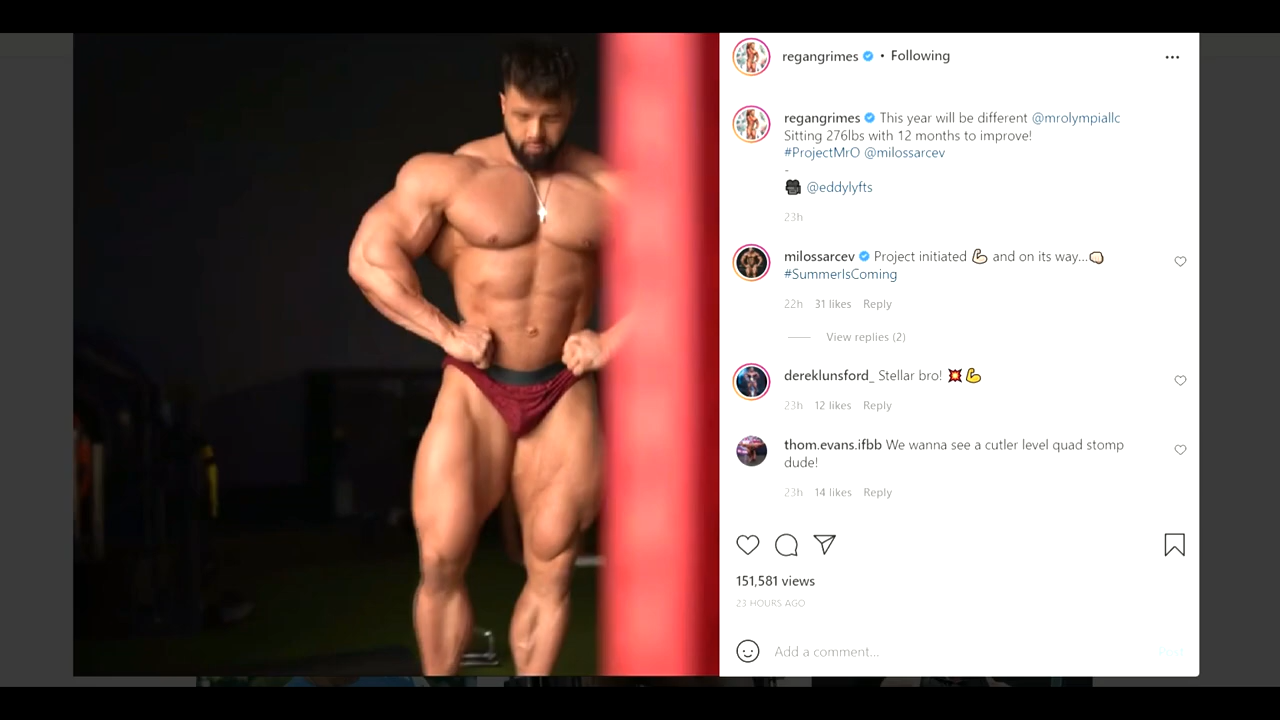 regangrimes • Following
regangrimes This year will be different @mrolympiallc
Sitting 276lbs with 12 months to improve!
#ProjectMrO @milossarcev
-
🎥 @eddylyfts
23h
milossarcev Project initiated 💪🏻 and on its way...👊🏻
#SummerIsComing
22h 31 likes Reply
View replies (2)
dereklunsford_ Stellar bro! 💥💪
23h 12 likes Reply
thom.evans.ifbb We wanna see a cutler level quad stomp
dude!
23h 14 likes Reply
151,581 views
23 HOURS AGO
Add a comment...
Post